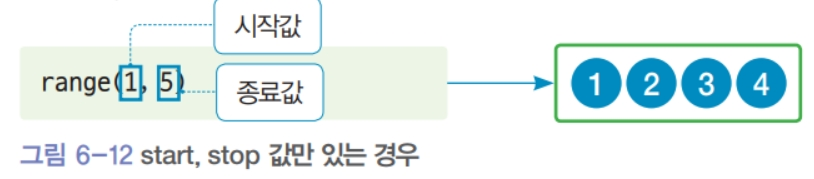 시작값
range(1, 5)
종료값
1 2 3 4
그림 6-12 start, stop 값만 있는 경우